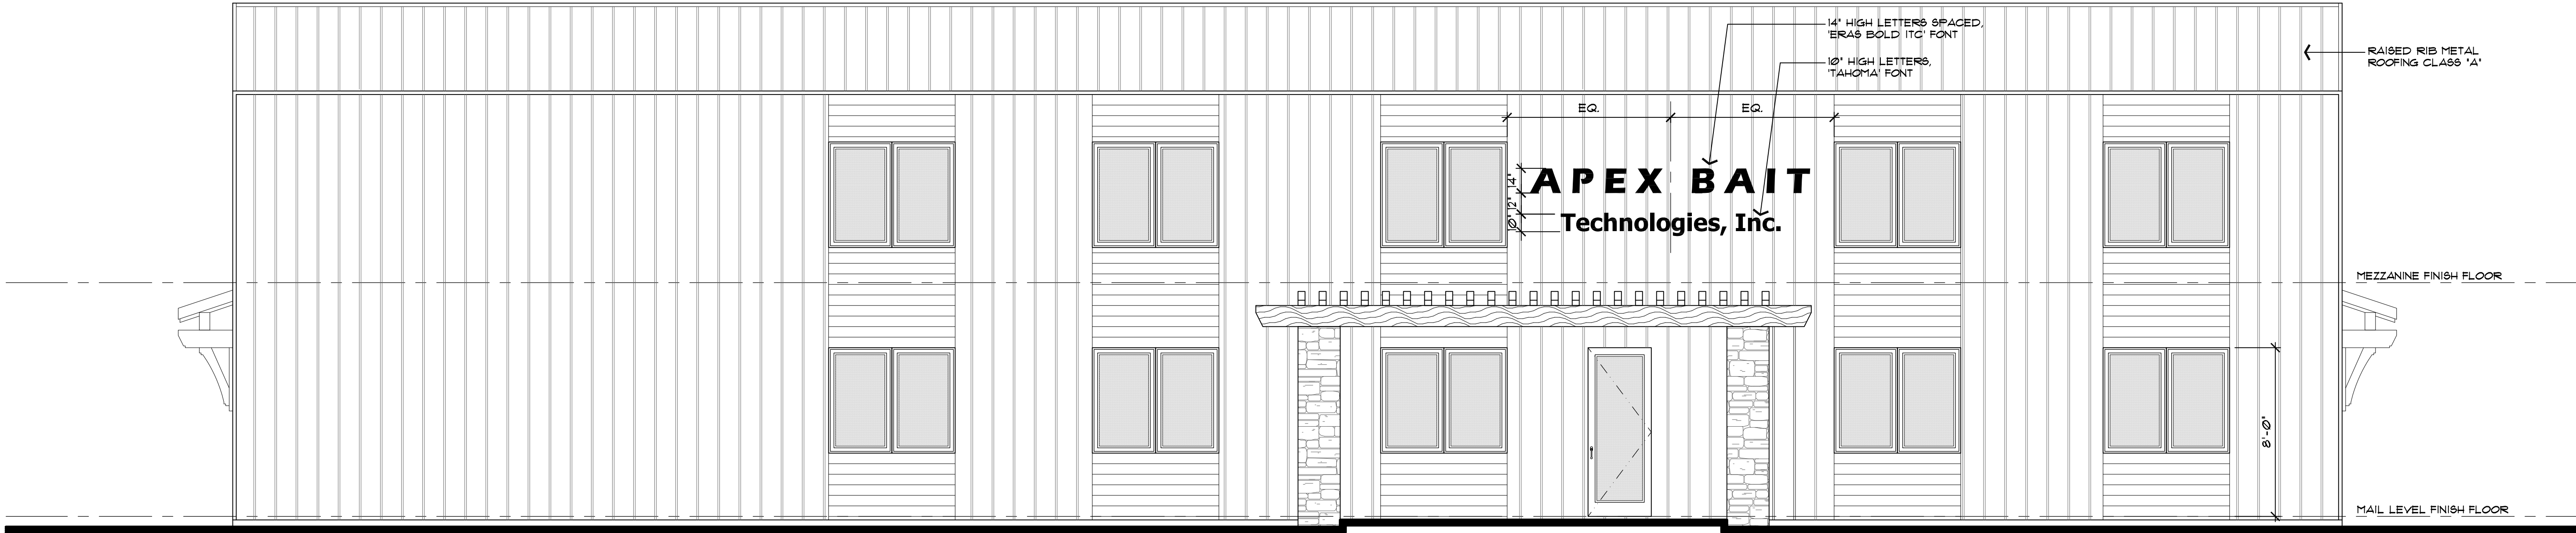 14" HIGH LETTERS SPACED,
'ERAS BOLD ITC' FONT
RAISED RIB METAL
ROOFING CLASS "A"
10" HIGH LETTERS,
'TAHOMA' FONT
EQ.
EQ.
14"
12"
10"
APEX BAIT
Technologies, Inc.
MEZZANINE FINISH FLOOR
8'-0"
MAIL LEVEL FINISH FLOOR